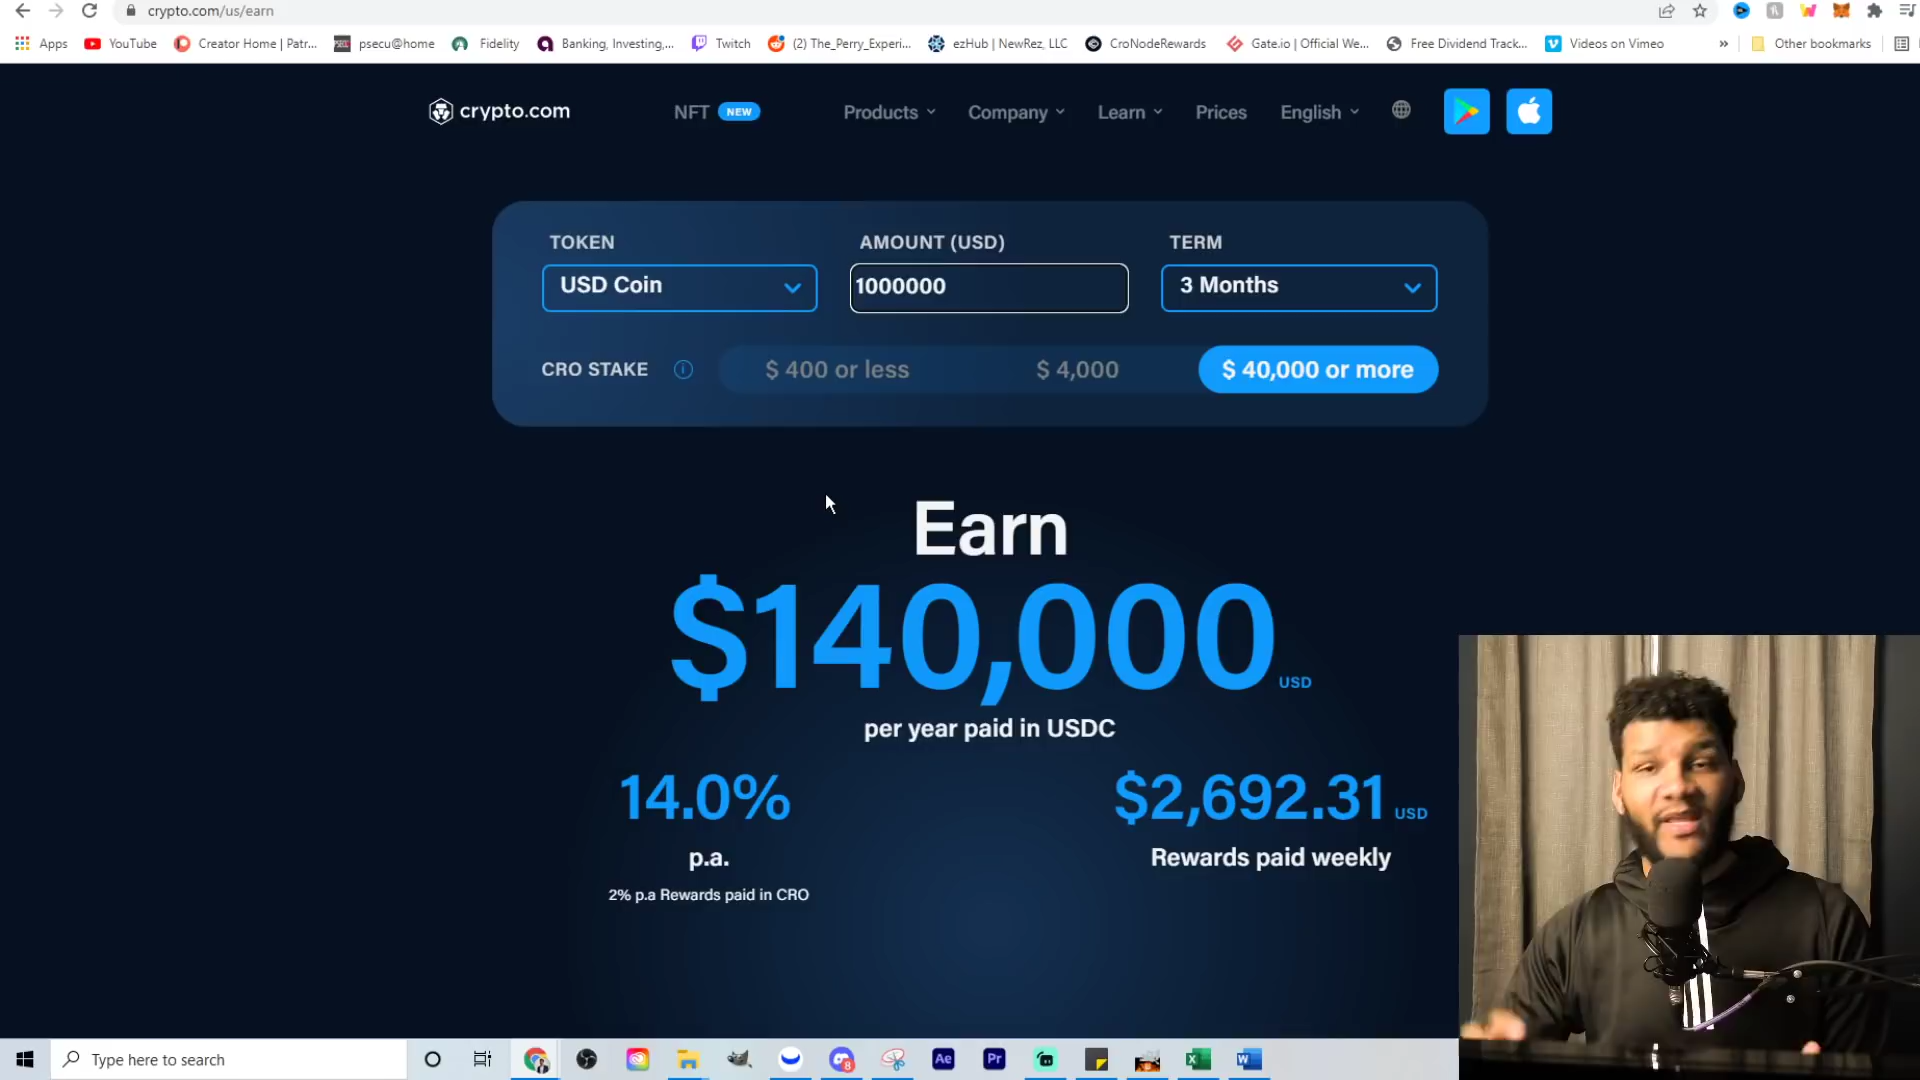 crypto.com/us/earn
Apps YouTube Creator Home | Patr... psecu@home Fidelity Banking, Investing,... Twitch (2) The_Perry_Experi... ezHub | NewRez, LLC CroNodeRewards Gate.io | Official We... Free Dividend Track... Videos on Vimeo » Other bookmarks
crypto.com NFT NEW Products Company Learn Prices English
TOKEN AMOUNT (USD) TERM
USD Coin 1000000 3 Months
CRO STAKE $ 400 or less $ 4,000 $ 40,000 or more
Earn
$140,000 USD
per year paid in USDC
14.0% $2,692.31 USD
p.a. Rewards paid weekly
2% p.a Rewards paid in CRO
Type here to search 8 Ae Pr